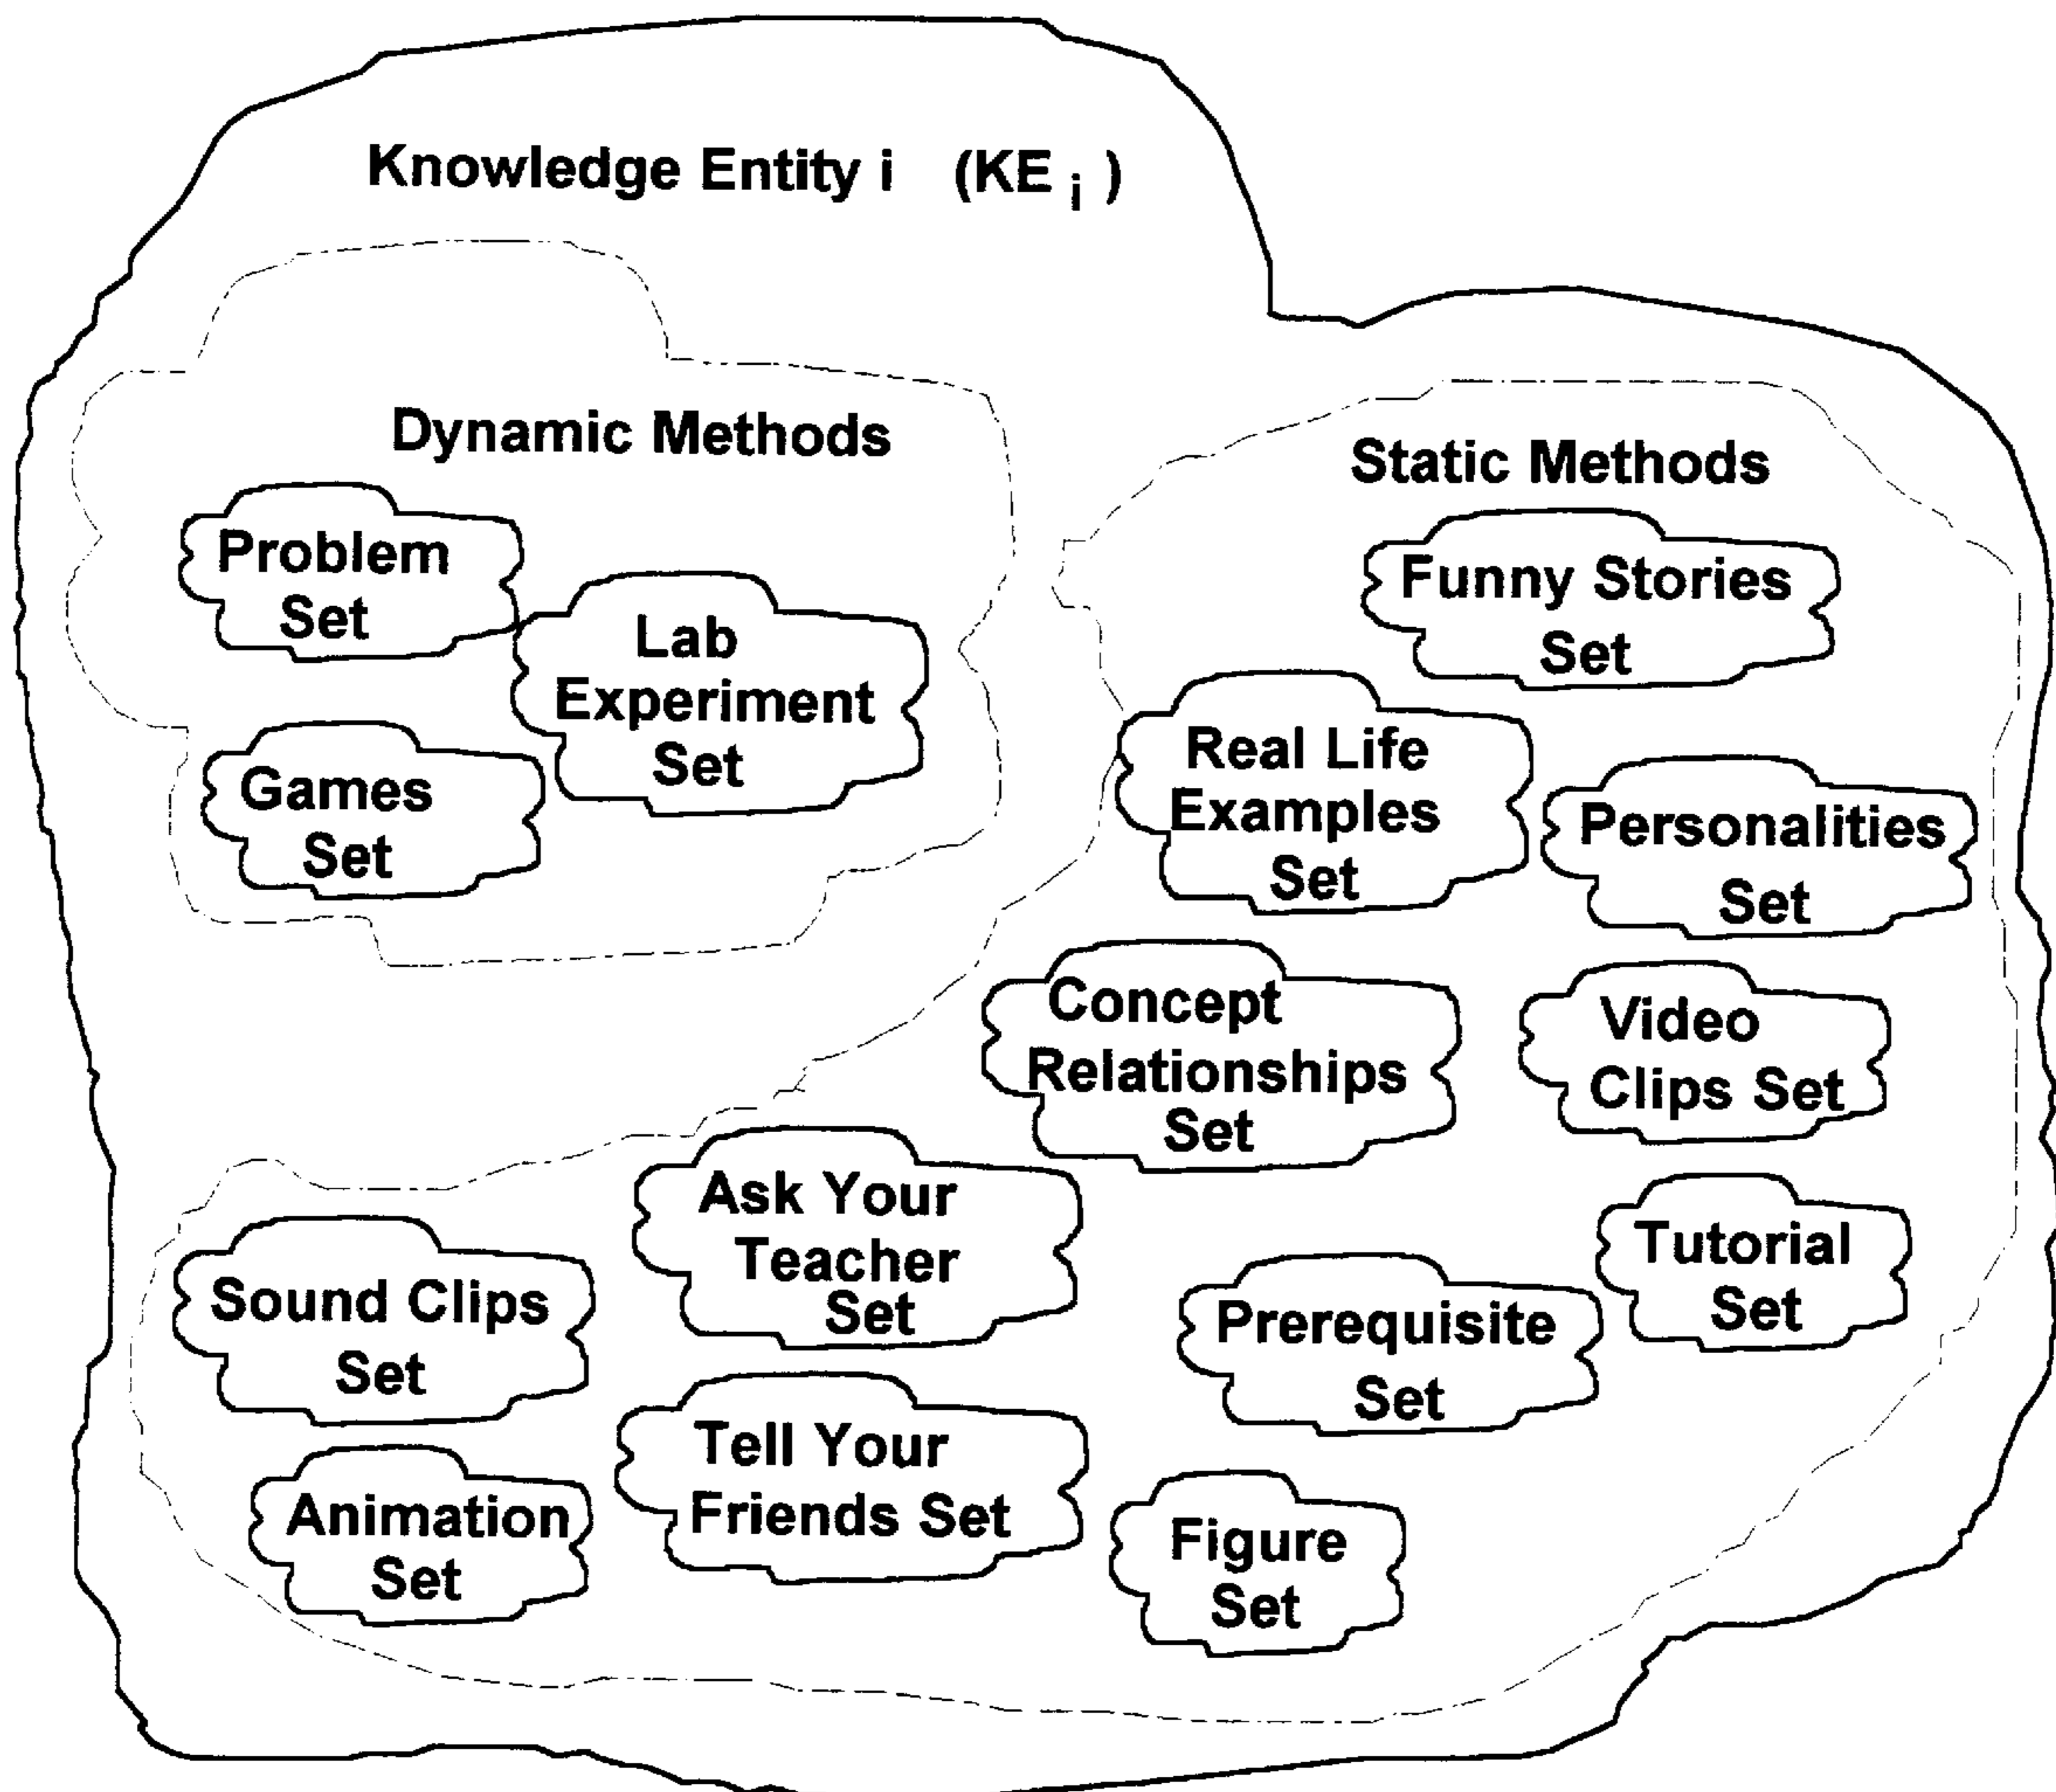 Knowledge Entity i (KE i )
Dynamic Methods
Problem
Set
Lab
Experiment
Set
Games
Set
Static Methods
Funny Stories
Set
Real Life
Examples
Set
Personalities
Set
Concept
Relationships
Set
Video
Clips Set
Ask Your
Teacher
Set
Tutorial
Set
Sound Clips
Set
Prerequisite
Set
Tell Your
Friends Set
Animation
Set
Figure
Set